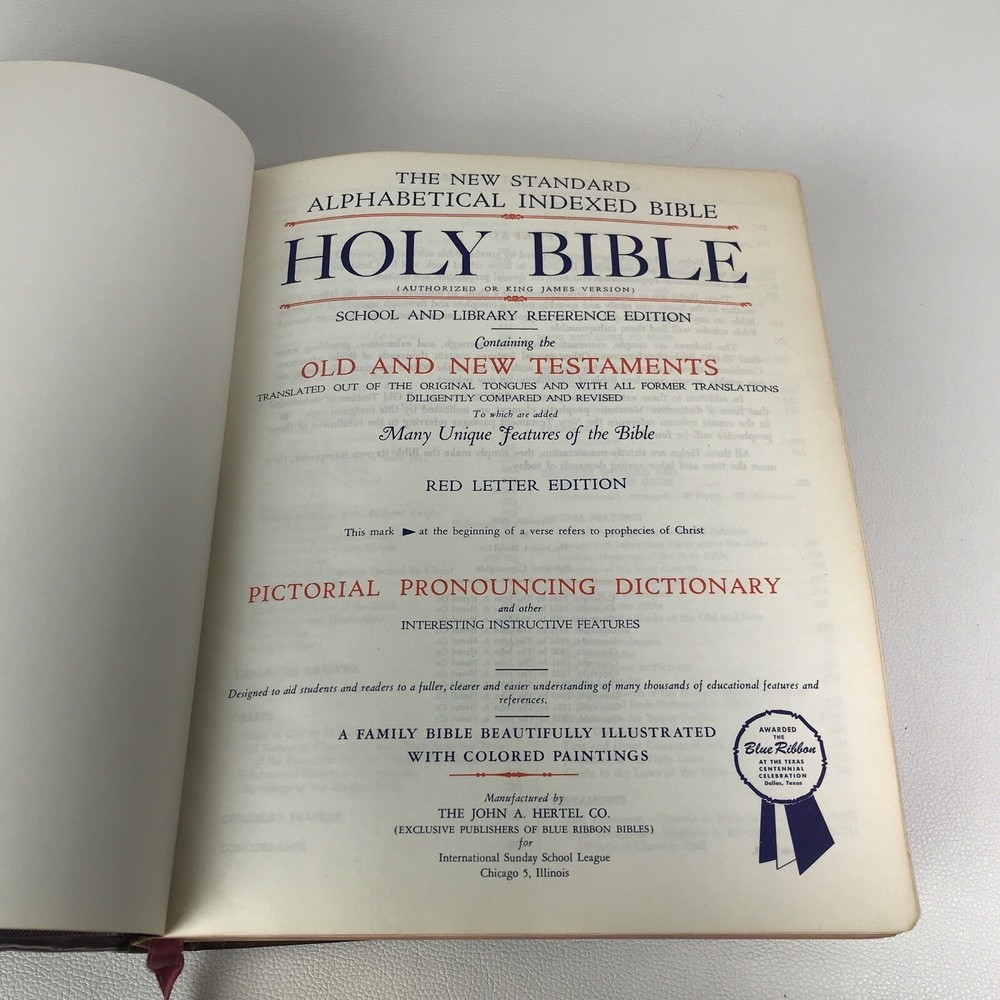 THE NEW STANDARD
ALPHABETICAL INDEXED BIBLE
HOLY BIBLE
(AUTHORIZED OR KING JAMES VERSION)
SCHOOL AND LIBRARY REFERENCE EDITION
Containing the
OLD AND NEW TESTAMENTS
TRANSLATED OUT OF THE ORIGINAL TONGUES AND WITH ALL FORMER TRANSLATIONS
DILIGENTLY COMPARED AND REVISED
To which are added
Many Unique Features of the Bible
RED LETTER EDITION
This mark ► at the beginning of a verse refers to prophecies of Christ
PICTORIAL PRONOUNCING DICTIONARY
and other
INTERESTING INSTRUCTIVE FEATURES
Designed to aid students and readers to a fuller, clearer and easier understanding of many thousands of educational features and
references.
A FAMILY BIBLE BEAUTIFULLY ILLUSTRATED
WITH COLORED PAINTINGS
Manufactured by
THE JOHN A. HERTEL CO.
(EXCLUSIVE PUBLISHERS OF BLUE RIBBON BIBLES)
for
International Sunday School League
Chicago 5, Illinois
AWARDED
THE
Blue Ribbon
AT THE TEXAS
CENTENNIAL
CELEBRATION
Dallas, Texas